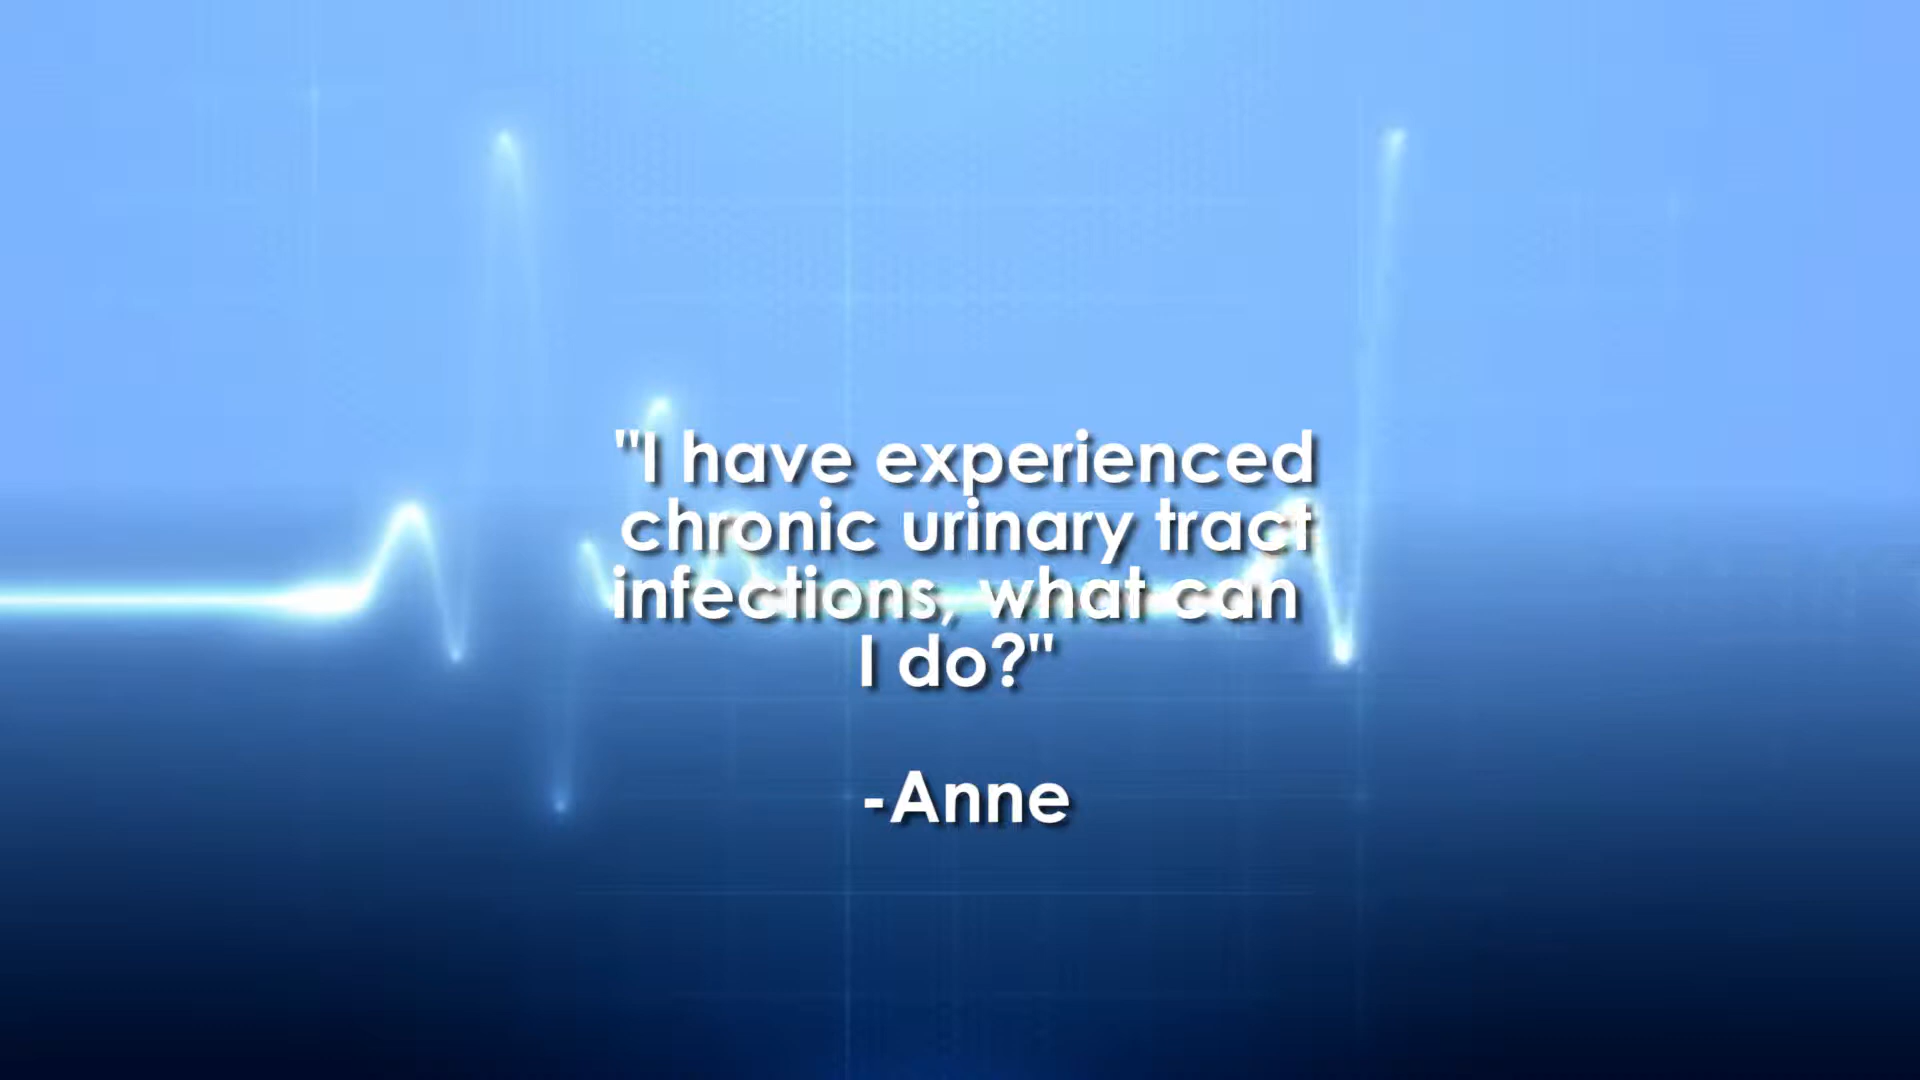 "I have experienced
chronic urinary tract
infections, what can
I do?"
-Anne